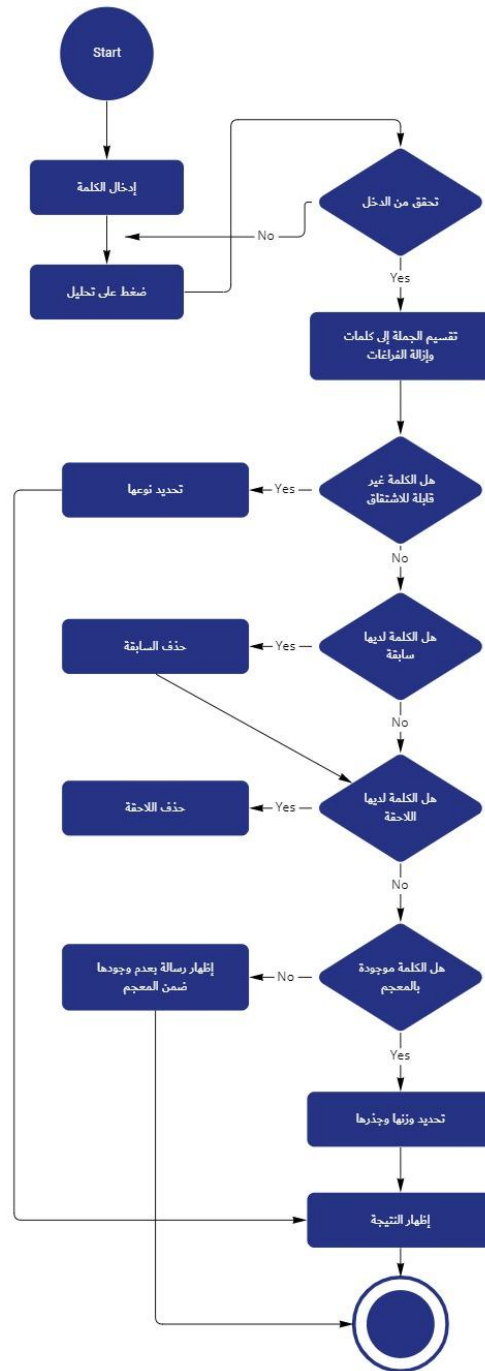 Start
إدخال الكلمة
تحقق من الدخل
No
ضغط على تحليل
Yes
تقسيم الجملة إلى كلمات
وإزالة الفراغات
هل الكلمة غير
قابلة للاشتقاق
Yes
تحديد نوعها
No
هل الكلمة لديها
سابقة
Yes
حذف السابقة
No
هل الكلمة لديها
اللاحقة
Yes
حذف اللاحقة
No
هل الكلمة موجودة
بالمعجم
No
إظهار رسالة بعدم وجودها
ضمن المعجم
Yes
تحديد وزنها وجذرها
إظهار النتيجة